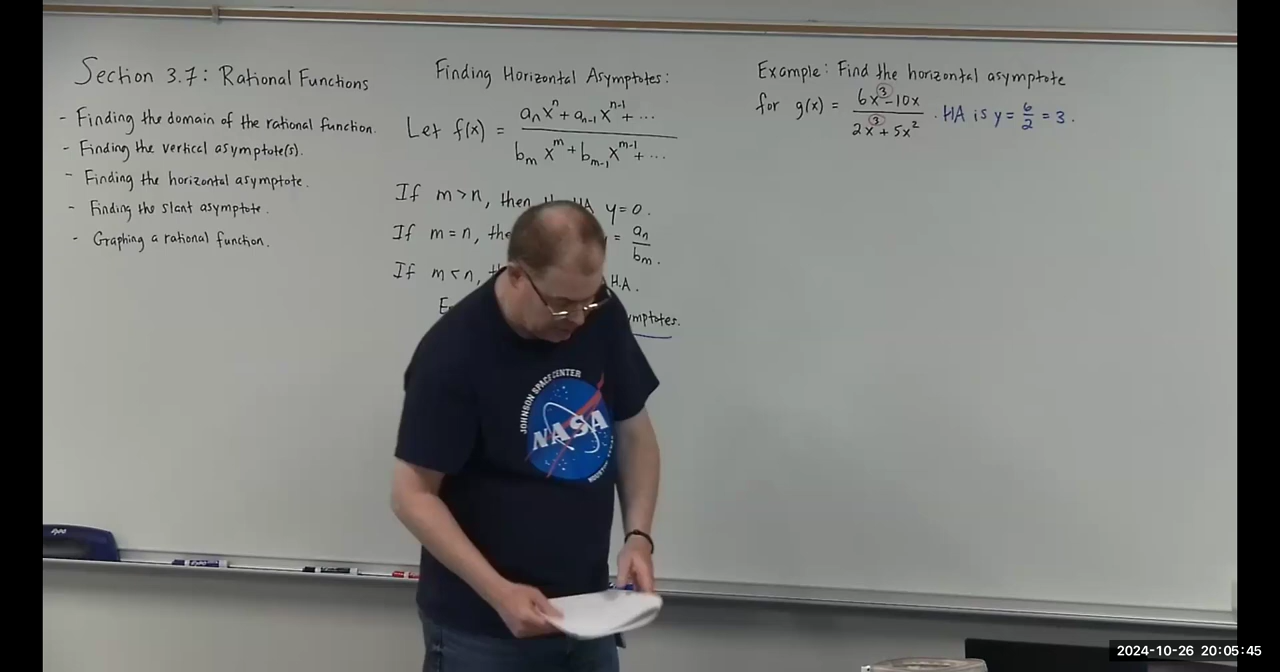 Section 3.7: Rational Functions
- Finding the domain of the rational function.
- Finding the vertical asymptote(s).
- Finding the horizontal asymptote.
- Finding the slant asymptote.
- Graphing a rational function.
Finding Horizontal Asymptotes:
Let f(x) = (aₙxⁿ + aₙ₋₁xⁿ⁻¹ + ...) / (bₘxᵐ + bₘ₋₁xᵐ⁻¹ + ...)
If m > n, then HA y = 0.
If m = n, the = aₙ/bₘ.
If m < n, H.A.
mptotes.
Example: Find the horizontal asymptote
for g(x) = (6x³ - 10x) / (2x³ + 5x²) . HA is y = 6/2 = 3.
JOHNSON SPACE CENTER
NASA
expo
2024-10-26 20:05:45